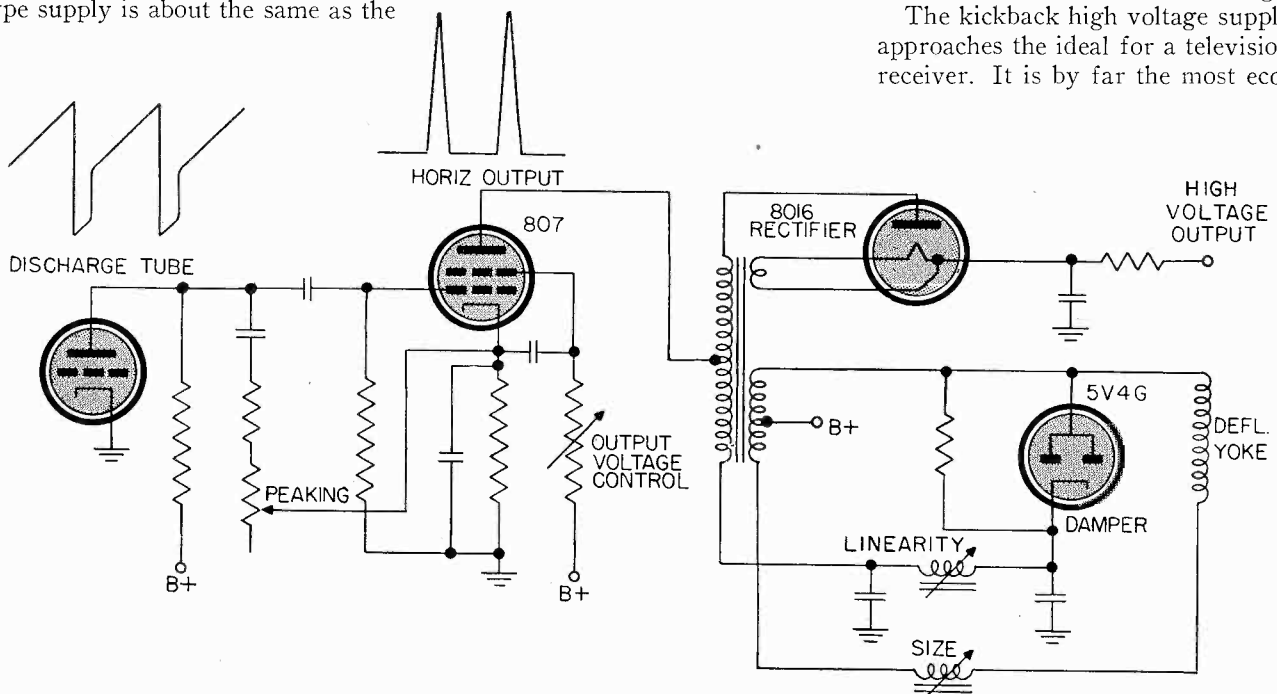 ype supply is about the same as the
The kickback high voltage suppl
approaches the ideal for a televisio
receiver. It is by far the most eco
HORIZ OUTPUT
807
DISCHARGE TUBE
8016
RECTIFIER
HIGH
VOLTAGE
OUTPUT
5V4G
B+
DEFL.
YOKE
OUTPUT
VOLTAGE
CONTROL
PEAKING
DAMPER
LINEARITY
B+
B+
SIZE